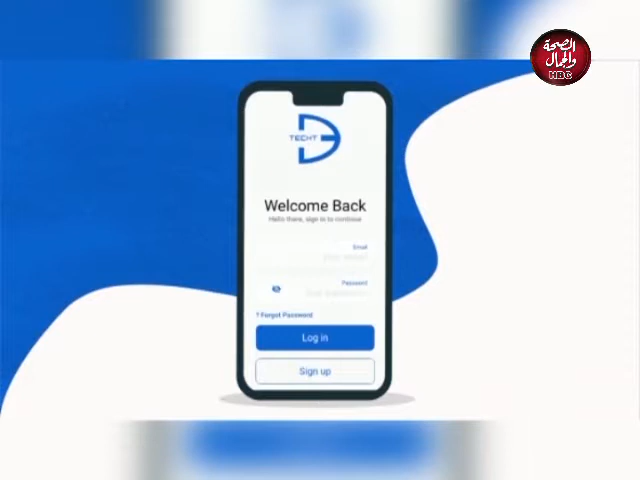 الصحة
والجمال
HBC
TECHT
Welcome Back
Hello there, sign in to continue
Email
Password
? Forgot Password
Log in
Sign up